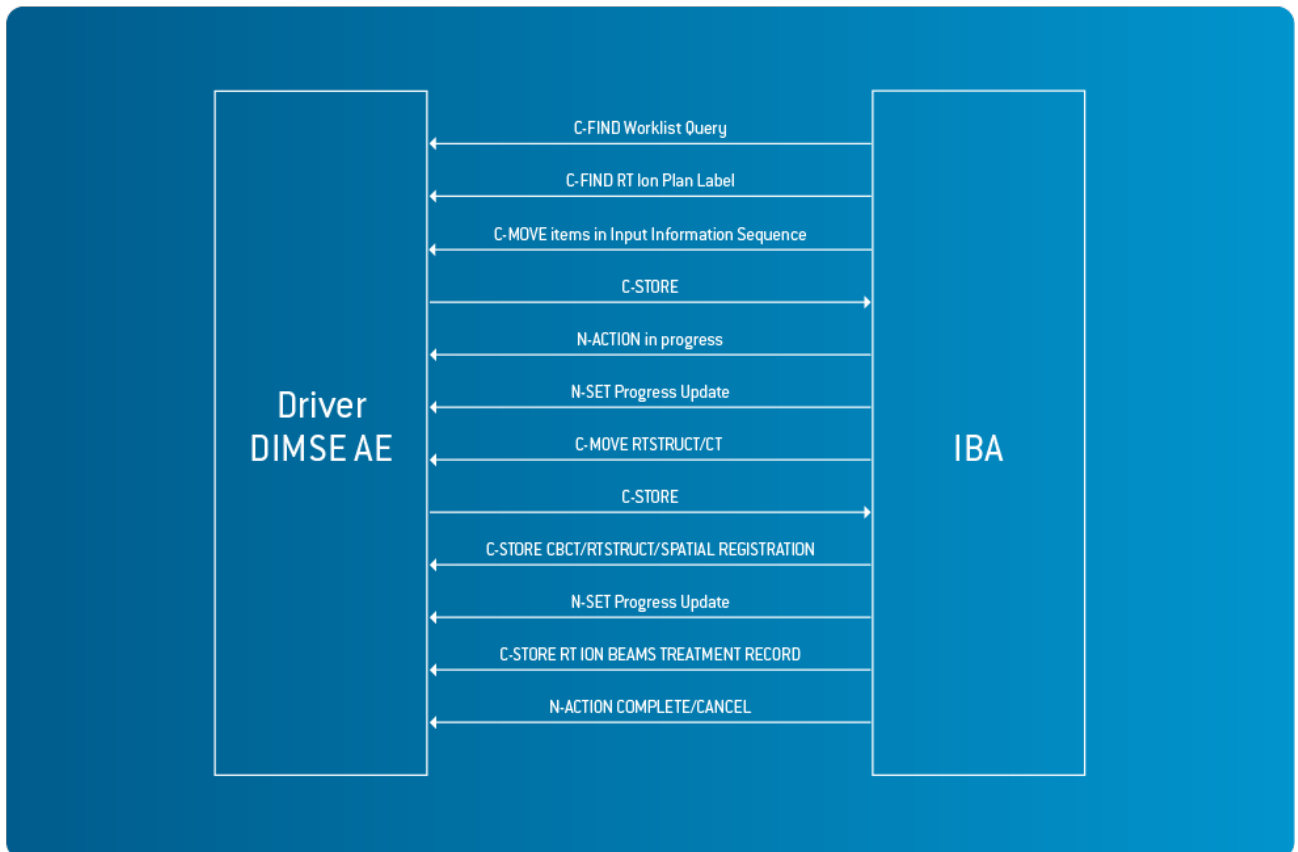 C-FIND Worklist Query
C-FIND RT Ion Plan Label
C-MOVE items in Input Information Sequence
C-STORE
N-ACTION in progress
N-SET Progress Update
Driver
DIMSE AE
C-MOVE RTSTRUCT/CT
IBA
C-STORE
C-STORE CBCT/RTSTRUCT/SPATIAL REGISTRATION
N-SET Progress Update
C-STORE RT ION BEAMS TREATMENT RECORD
N-ACTION COMPLETE/CANCEL